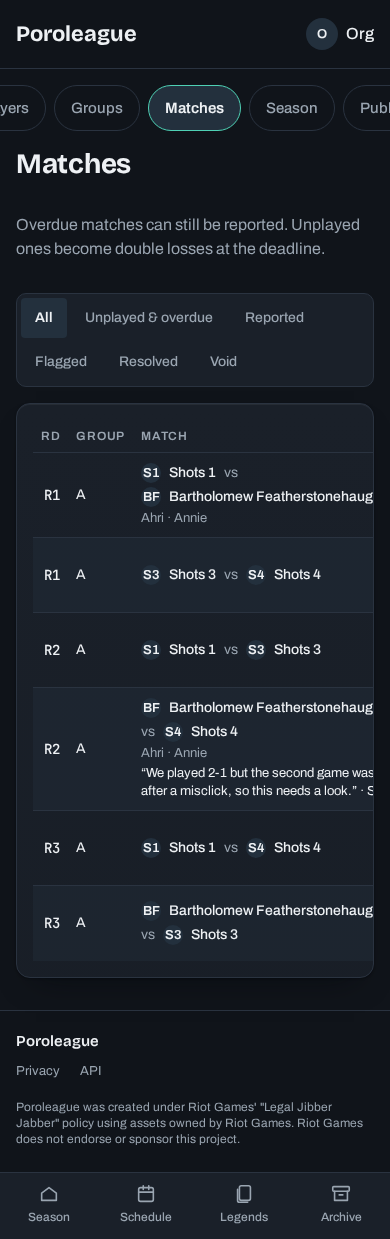 Poroleague
O Org
yers Groups Matches Season Publ
Matches
Overdue matches can still be reported. Unplayed
ones become double losses at the deadline.
All Unplayed & overdue Reported
Flagged Resolved Void
RD GROUP MATCH
R1 A S1 Shots 1 vs
BF Bartholomew Featherstonehaug
Ahri · Annie
R1 A S3 Shots 3 vs S4 Shots 4
R2 A S1 Shots 1 vs S3 Shots 3
BF Bartholomew Featherstonehaug
R2 A vs S4 Shots 4
Ahri · Annie
“We played 2-1 but the second game was
after a misclick, so this needs a look.” · S
R3 A S1 Shots 1 vs S4 Shots 4
R3 A BF Bartholomew Featherstonehaug
vs S3 Shots 3
Poroleague
Privacy API
Poroleague was created under Riot Games' "Legal Jibber
Jabber" policy using assets owned by Riot Games. Riot Games
does not endorse or sponsor this project.
Season Schedule Legends Archive